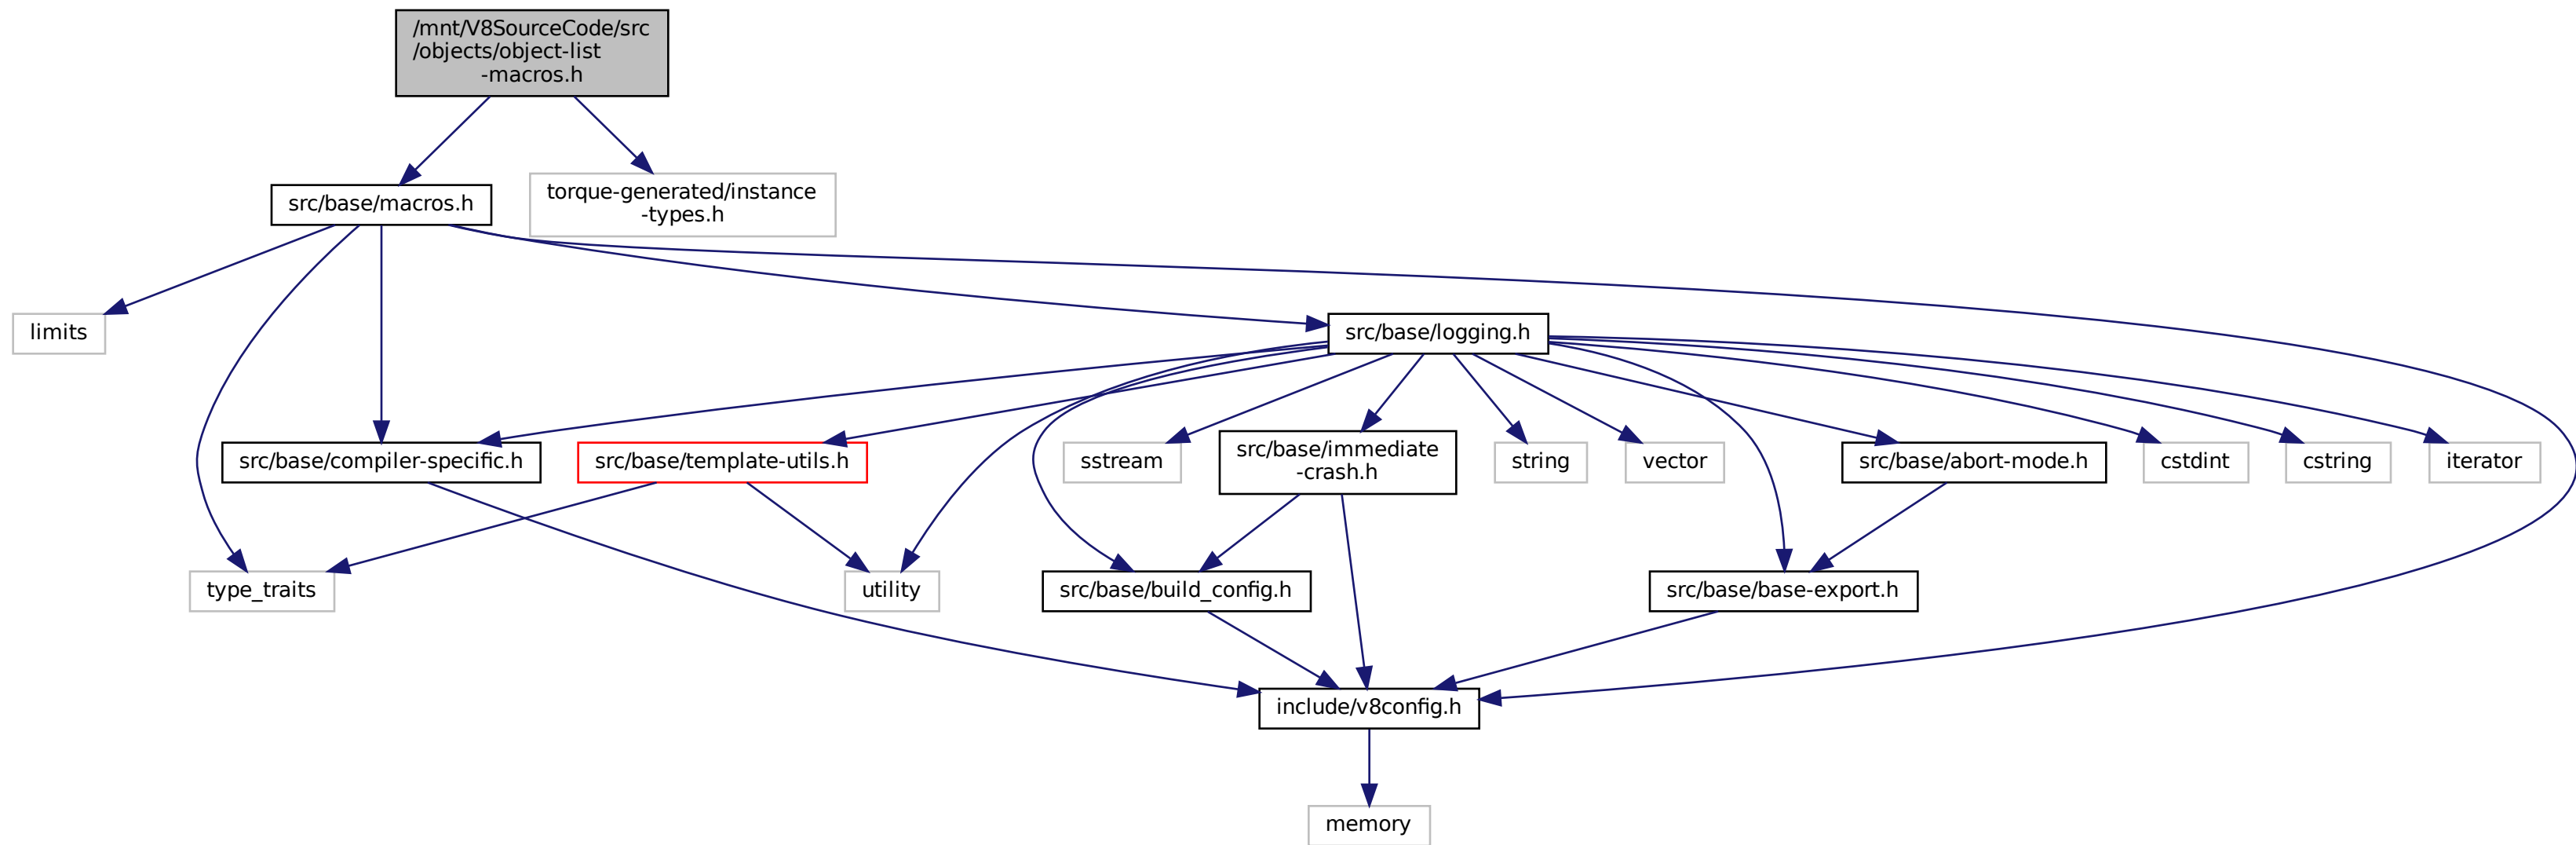 /mnt/V8SourceCode/src
/objects/object-list
-macros.h
src/base/macros.h
torque-generated/instance
-types.h
limits
src/base/logging.h
src/base/compiler-specific.h
src/base/template-utils.h
sstream
src/base/immediate
-crash.h
string
vector
src/base/abort-mode.h
cstdint
cstring
iterator
type_traits
utility
src/base/build_config.h
src/base/base-export.h
include/v8config.h
memory